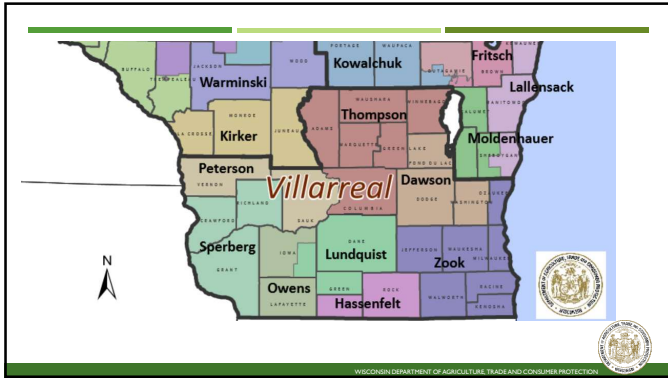 PORTAGE WAUPACA
JACKSON WOOD Kowalchuk Fritsch
BUFFALO OUTAGAMIE BROWN
Warminski Lallensack
WAUSHARA WINNEBAGO CALUMET MANITOWOC
MONROE Thompson
LA CROSSE Kirker JUNEAU ADAMS Moldenhauer
MARQUETTE GREEN LAKE SHEBOYGAN
FOND DU LAC
Peterson Dawson
VERNON Villarreal
RICHLAND COLUMBIA DODGE WASHINGTON
CRAWFORD SAUK
DANE
Sperberg IOWA Lundquist JEFFERSON WAUKESHA MILWAUKEE
N
GRANT Zook
Owens GREEN ROCK RACINE
LAFAYETTE Hassenfelt WALWORTH KENOSHA
WISCONSIN DEPARTMENT OF AGRICULTURE, TRADE AND CONSUMER PROTECTION